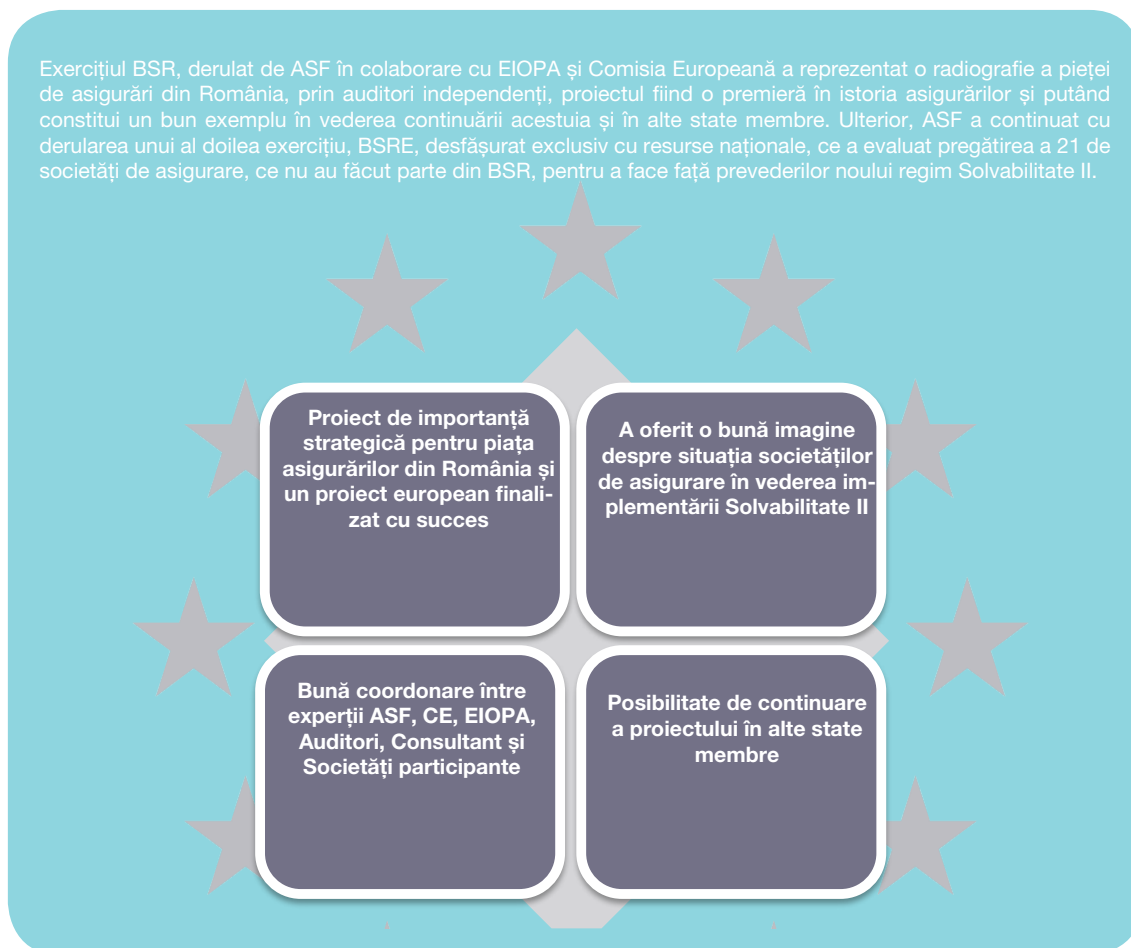 Exercițiul BSR, derulat de ASF în colaborare cu EIOPA și Comisia Europeană a reprezentat o radiografie a pieței
de asigurări din România, prin auditori independenți, proiectul fiind o premieră în istoria asigurărilor și putând
constitui un bun exemplu în vederea continuării acestuia și în alte state membre. Ulterior, ASF a continuat cu
derularea unui al doilea exercițiu, BSRE, desfășurat exclusiv cu resurse naționale, ce a evaluat pregătirea a 21 de
societăți de asigurare, ce nu au făcut parte din BSR, pentru a face față prevederilor noului regim Solvabilitate II.
Proiect de importanță
strategică pentru piața
asigurărilor din România și
un proiect european finali-
zat cu succes
A oferit o bună imagine
despre situația societăților
de asigurare în vederea im-
plementării Solvabilitate II
Bună coordonare între
experții ASF, CE, EIOPA,
Auditori, Consultant și
Societăți participante
Posibilitate de continuare
a proiectului în alte state
membre